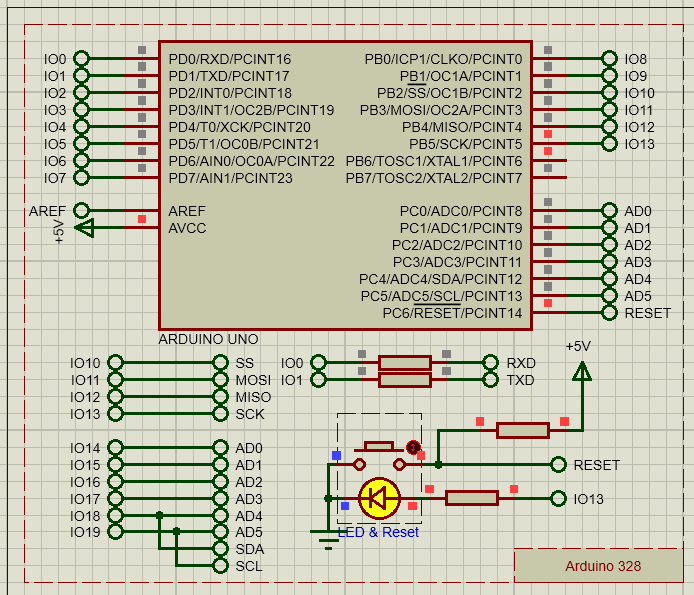 IO0 PD0/RXD/PCINT16 PB0/ICP1/CLKO/PCINT0 IO8
IO1 PD1/TXD/PCINT17 PB1/OC1A/PCINT1 IO9
IO2 PD2/INT0/PCINT18 PB2/SS/OC1B/PCINT2 IO10
IO3 PD3/INT1/OC2B/PCINT19 PB3/MOSI/OC2A/PCINT3 IO11
IO4 PD4/T0/XCK/PCINT20 PB4/MISO/PCINT4 IO12
IO5 PD5/T1/OC0B/PCINT21 PB5/SCK/PCINT5 IO13
IO6 PD6/AIN0/OC0A/PCINT22 PB6/TOSC1/XTAL1/PCINT6
IO7 PD7/AIN1/PCINT23 PB7/TOSC2/XTAL2/PCINT7
AREF AREF PC0/ADC0/PCINT8 AD0
+5V AVCC PC1/ADC1/PCINT9 AD1
PC2/ADC2/PCINT10 AD2
PC3/ADC3/PCINT11 AD3
PC4/ADC4/SDA/PCINT12 AD4
PC5/ADC5/SCL/PCINT13 AD5
PC6/RESET/PCINT14 RESET
ARDUINO UNO
+5V
IO10 SS IO0 RXD
IO11 MOSI IO1 TXD
IO12 MISO
IO13 SCK
IO14 AD0
IO15 AD1 RESET
IO16 AD2
IO17 AD3 IO13
IO18 AD4
IO19 AD5 LED & Reset
SDA
SCL
Arduino 328